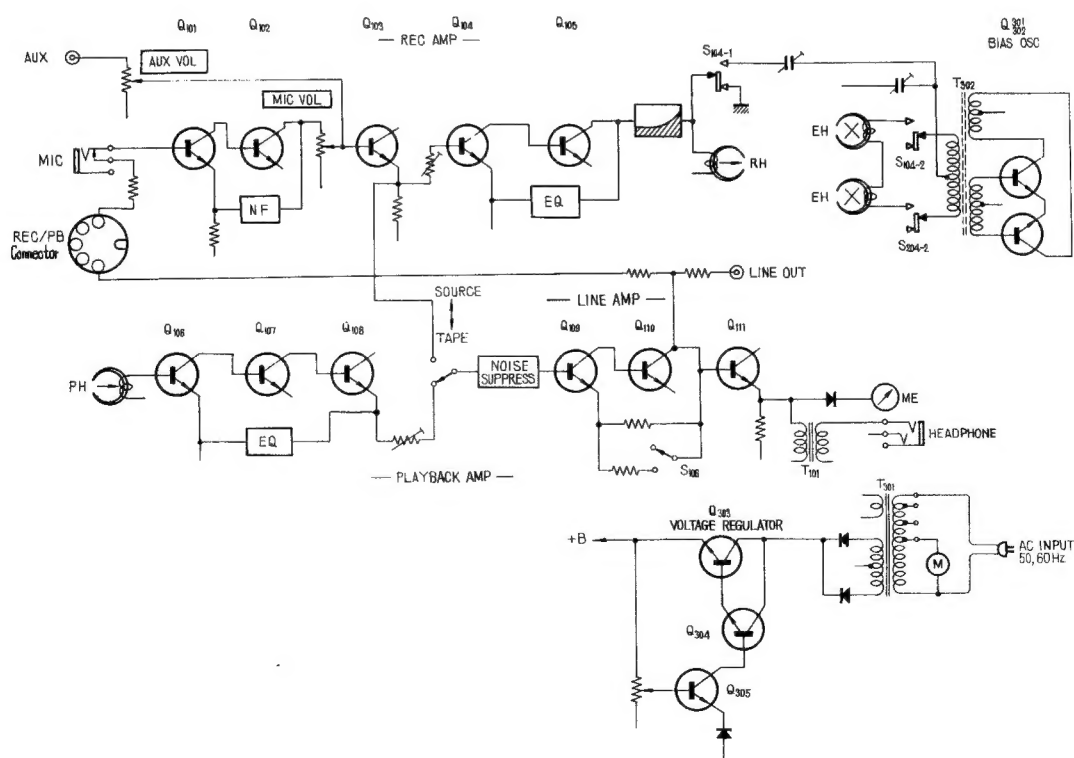 Q101 Q102 Q103 Q104 Q105 Q301 302
— REC AMP — BIAS OSC
AUX AUX VOL S104-1
MIC VOL T302
MIC EH
RH S104-2
NF EQ EH
REC/PB
Connector S204-2
LINE OUT
SOURCE — LINE AMP —
TAPE
Q106 Q107 Q108 Q109 Q110 Q111
PH NOISE
SUPPRESS ME
EQ HEADPHONE
S106 T101
— PLAYBACK AMP —
Q303 T301
VOLTAGE REGULATOR
+B AC INPUT
50, 60Hz
M
Q304
Q305